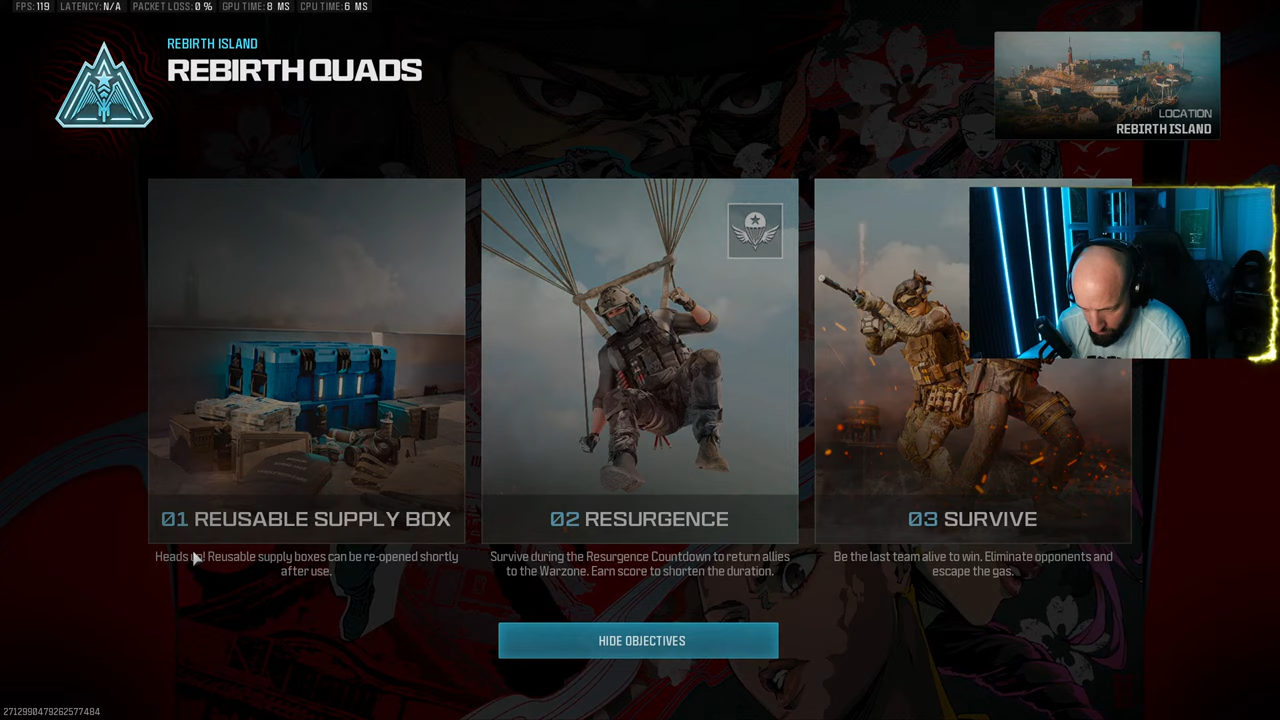 FPS: 119 LATENCY: N/A PACKET LOSS: 0 % GPU TIME: 8 MS CPU TIME: 6 MS
REBIRTH ISLAND
REBIRTH QUADS
LOCATION
REBIRTH ISLAND
01 REUSABLE SUPPLY BOX
Heads up! Reusable supply boxes can be re-opened shortly
after use.
02 RESURGENCE
Survive during the Resurgence Countdown to return allies
to the Warzone. Earn score to shorten the duration.
03 SURVIVE
Be the last team alive to win. Eliminate opponents and
escape the gas.
HIDE OBJECTIVES
2712990479262577484